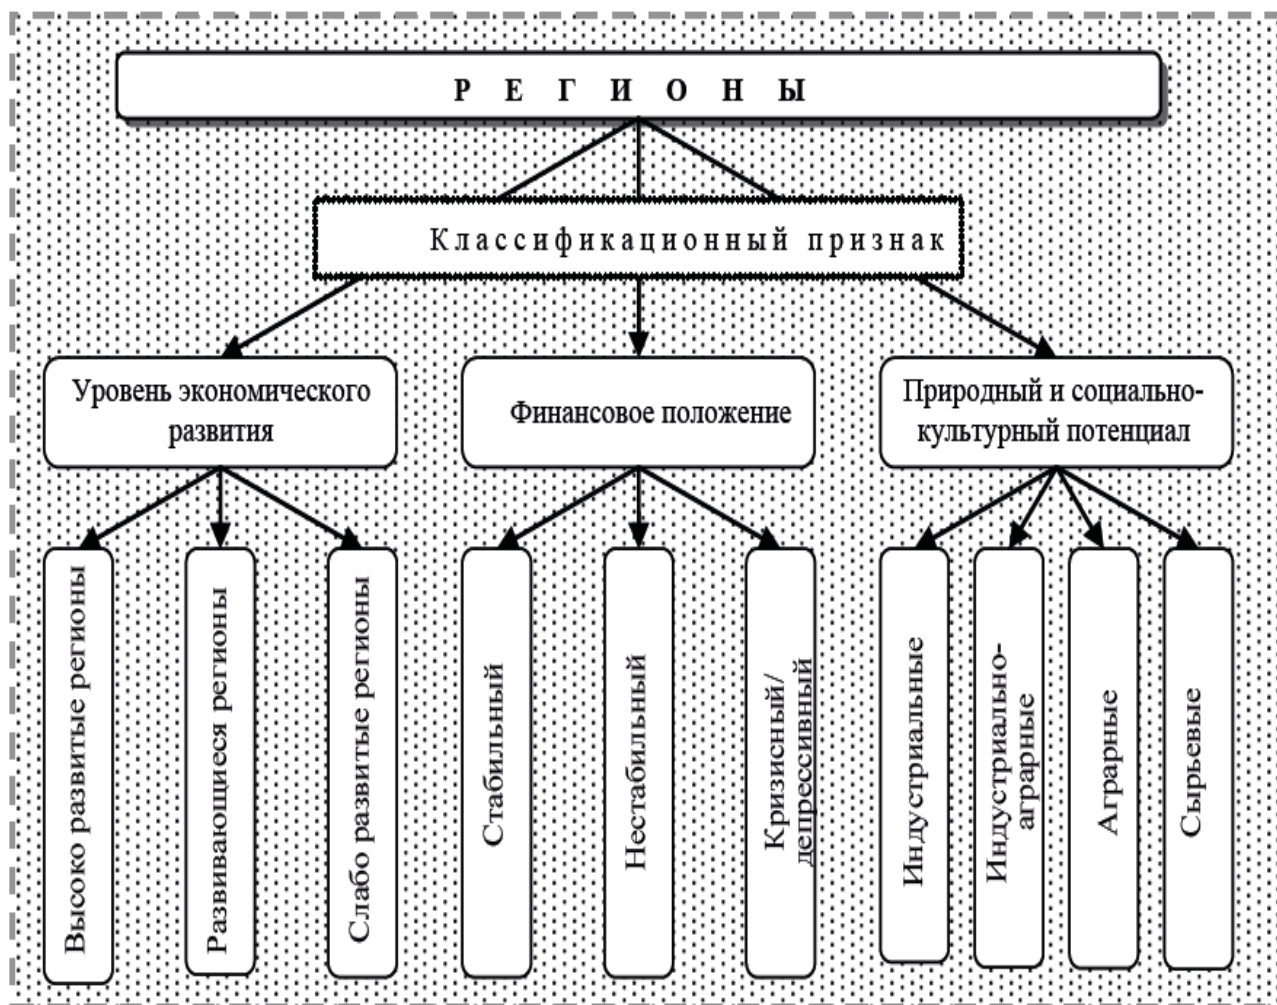 Р Е Г И О Н Ы
Классификационный признак
Уровень экономического
развития
Финансовое положение
Природный и социально-
культурный потенциал
Высоко развитые регионы
Развивающиеся регионы
Слабо развитые регионы
Стабильный
Нестабильный
Кризисный/
депрессивный
Индустриальные
Индустриально-
аграрные
Аграрные
Сырьевые